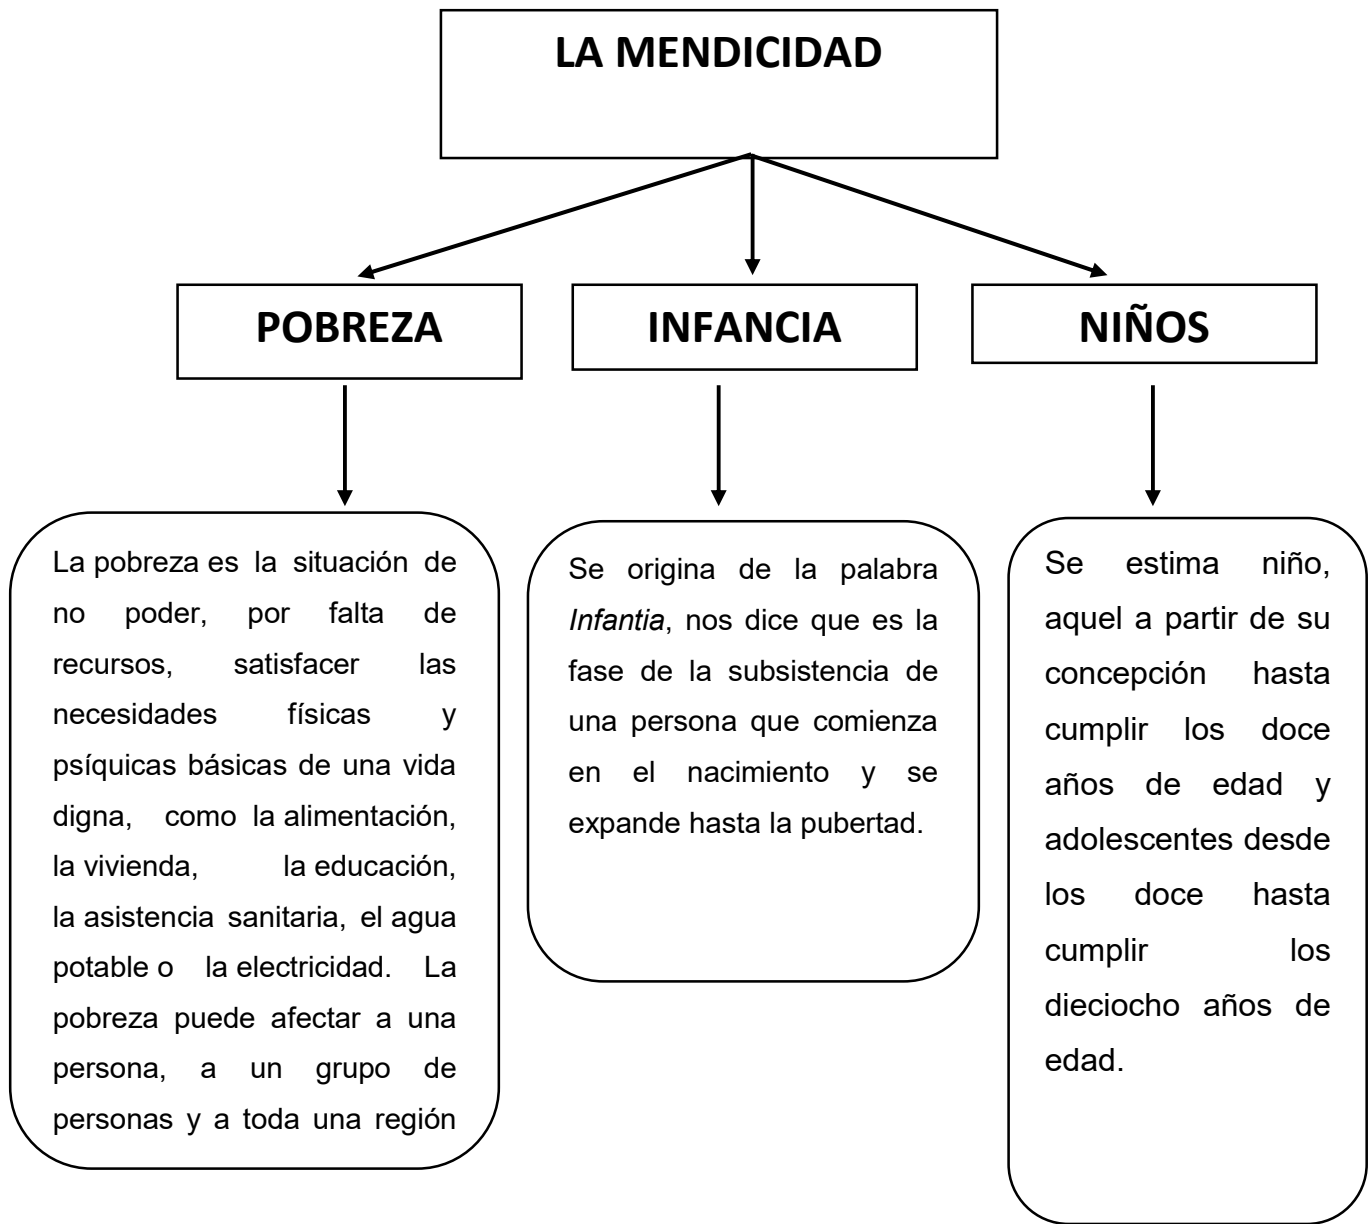 LA MENDICIDAD
POBREZA
INFANCIA
NIÑOS
La pobreza es la situación de
no poder, por falta de
recursos, satisfacer las
necesidades físicas y
psíquicas básicas de una vida
digna, como la alimentación,
la vivienda, la educación,
la asistencia sanitaria, el agua
potable o la electricidad. La
pobreza puede afectar a una
persona, a un grupo de
personas y a toda una región
Se origina de la palabra
Infantia, nos dice que es la
fase de la subsistencia de
una persona que comienza
en el nacimiento y se
expande hasta la pubertad.
Se estima niño,
aquel a partir de su
concepción hasta
cumplir los doce
años de edad y
adolescentes desde
los doce hasta
cumplir los
dieciocho años de
edad.